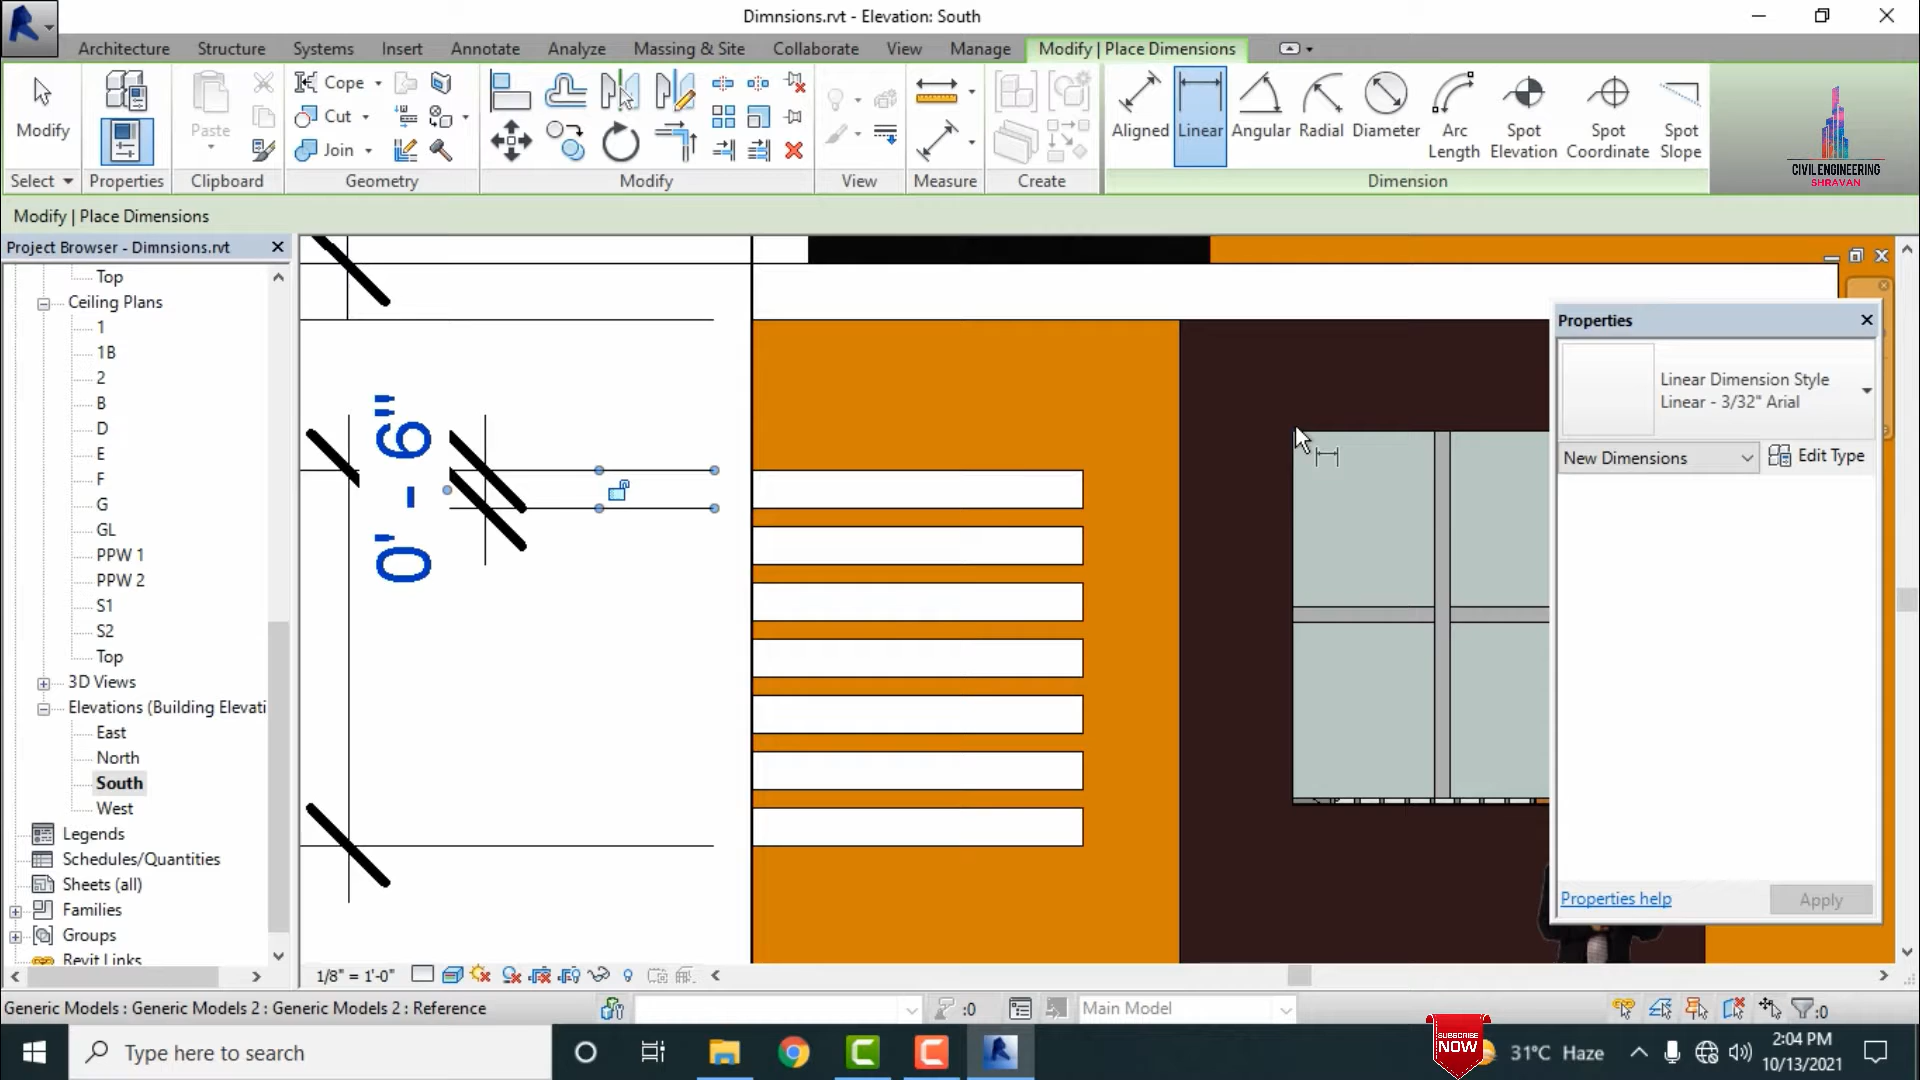 Dimnsions.rvt - Elevation: South
Architecture Structure Systems Insert Annotate Analyze Massing & Site Collaborate View Manage Modify | Place Dimensions
Modify
Paste
Cope
Cut
Join
Aligned Linear Angular Radial Diameter Arc Length Spot Elevation Spot Coordinate Spot Slope
CIVIL ENGINEERING
SHRAVAN
Select Properties Clipboard Geometry Modify View Measure Create Dimension
Modify | Place Dimensions
Project Browser - Dimnsions.rvt
Top
Ceiling Plans
1
1B
2
B
D
E
F
G
GL
PPW 1
PPW 2
S1
S2
Top
3D Views
Elevations (Building Elevati
East
North
South
West
Legends
Schedules/Quantities
Sheets (all)
Families
Groups
Revit Links
0' - 6"
Properties
Linear Dimension Style
Linear - 3/32" Arial
New Dimensions
Edit Type
Properties help
Apply
1/8" = 1'-0"
Generic Models : Generic Models 2 : Generic Models 2 : Reference
:0
Main Model
:0
Type here to search
SUBSCRIBE
NOW
31°C Haze
2:04 PM
10/13/2021